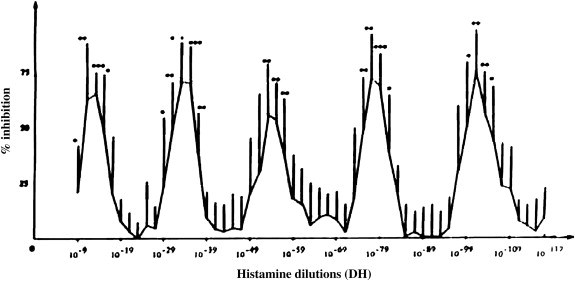 % inhibition
75
50
25
0
10⁻⁹ 10⁻¹⁹ 10⁻²⁹ 10⁻³⁹ 10⁻⁴⁹ 10⁻⁵⁹ 10⁻⁶⁹ 10⁻⁷⁹ 10⁻⁸⁹ 10⁻⁹⁹ 10⁻¹⁰⁹ 10⁻¹¹⁷
Histamine dilutions (DH)